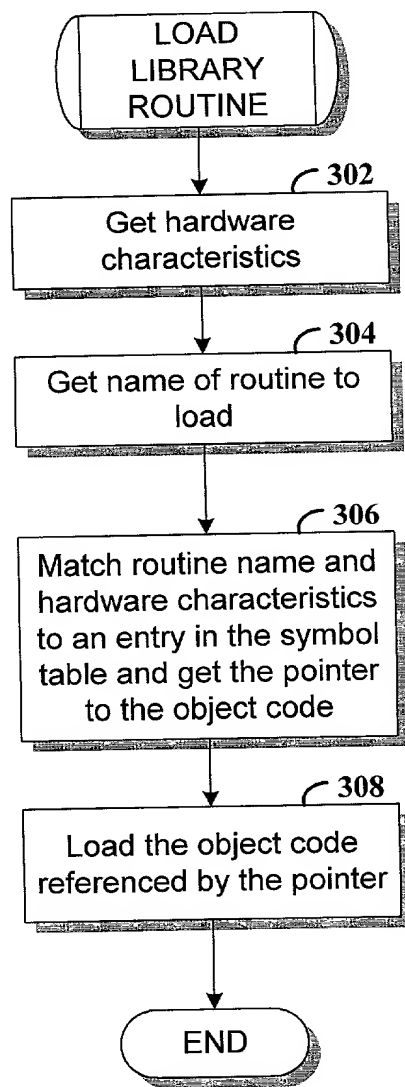 LOAD
LIBRARY
ROUTINE
302
Get hardware
characteristics
304
Get name of routine to
load
306
Match routine name and
hardware characteristics
to an entry in the symbol
table and get the pointer
to the object code
308
Load the object code
referenced by the pointer
END